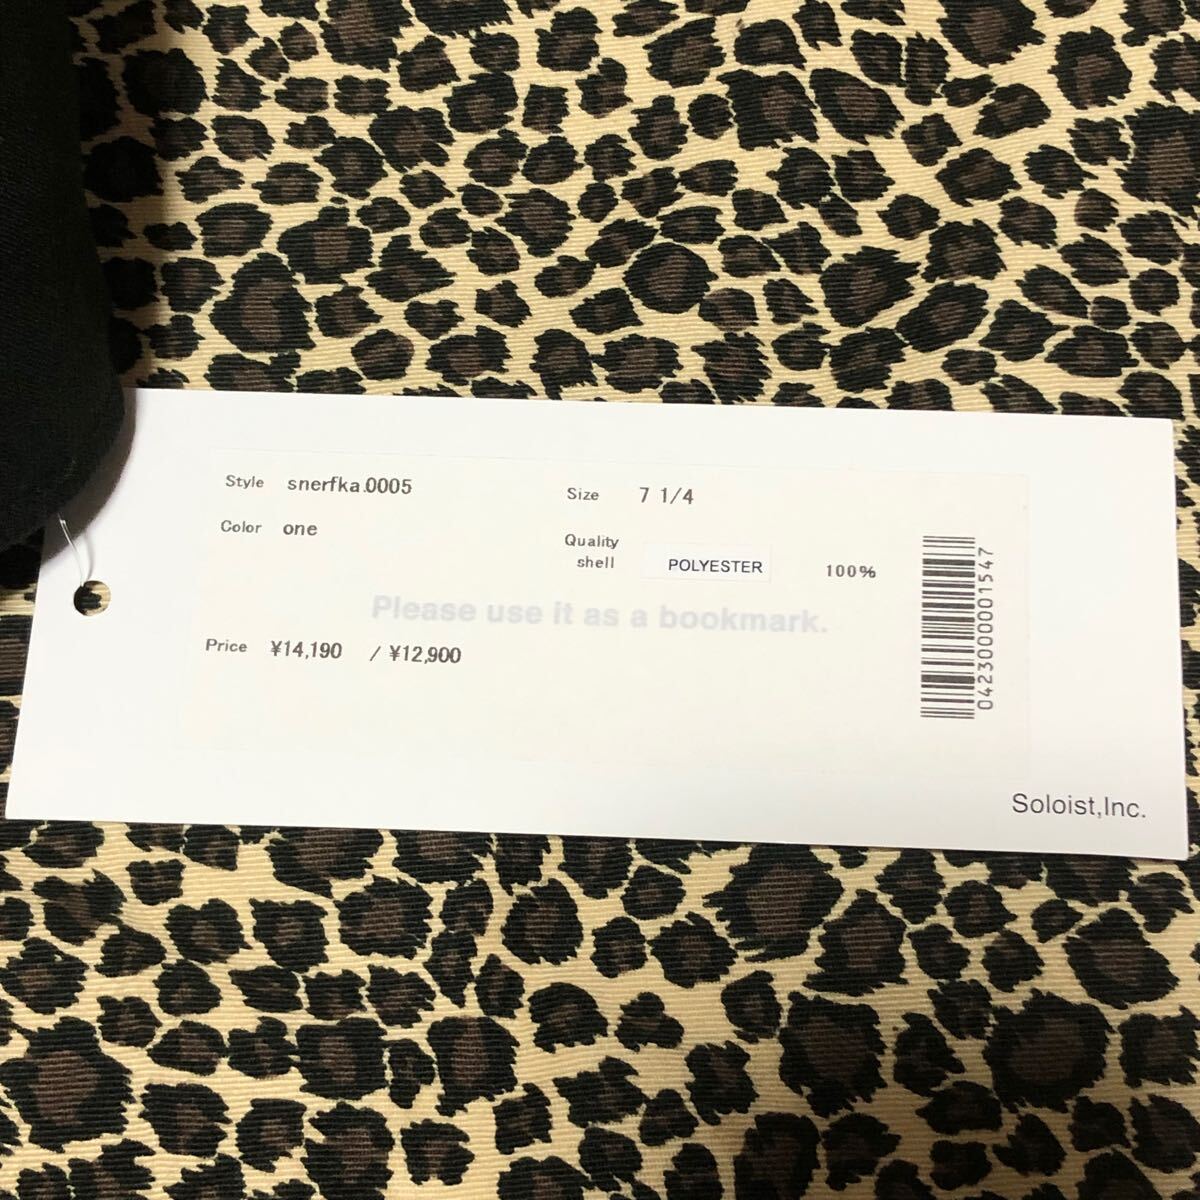 Style snerfka.0005
Size 7 1/4
Color one
Quality
shell POLYESTER 100%
Please use it as a bookmark.
Price ¥14,190 / ¥12,900
0423000001547
Soloist,Inc.